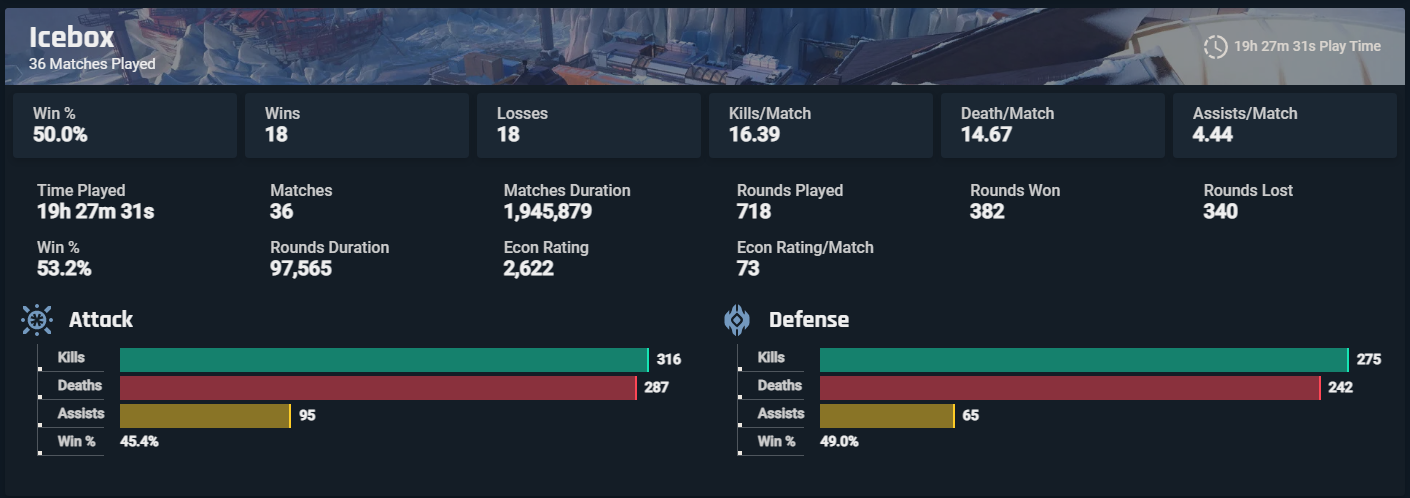 Icebox
36 Matches Played
19h 27m 31s Play Time
Win %
50.0%
Wins
18
Losses
18
Kills/Match
16.39
Death/Match
14.67
Assists/Match
4.44
Time Played
19h 27m 31s
Matches
36
Matches Duration
1,945,879
Rounds Played
718
Rounds Won
382
Rounds Lost
340
Win %
53.2%
Rounds Duration
97,565
Econ Rating
2,622
Econ Rating/Match
73
Attack
Kills 316
Deaths 287
Assists 95
Win % 45.4%
Defense
Kills 275
Deaths 242
Assists 65
Win % 49.0%